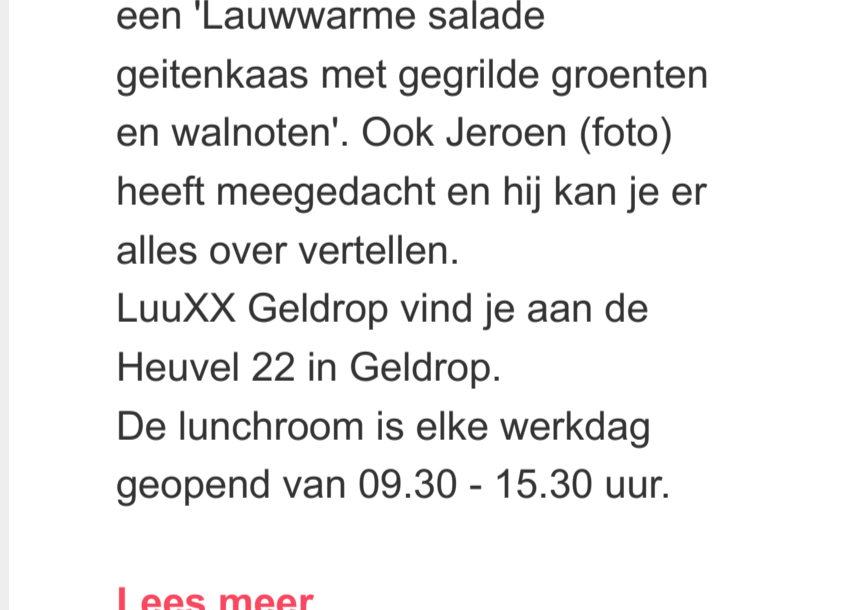 een 'Lauwwarme salade
geitenkaas met gegrilde groenten
en walnoten'. Ook Jeroen (foto)
heeft meegedacht en hij kan je er
alles over vertellen.
LuuXX Geldrop vind je aan de
Heuvel 22 in Geldrop.
De lunchroom is elke werkdag
geopend van 09.30 - 15.30 uur.
Lees meer